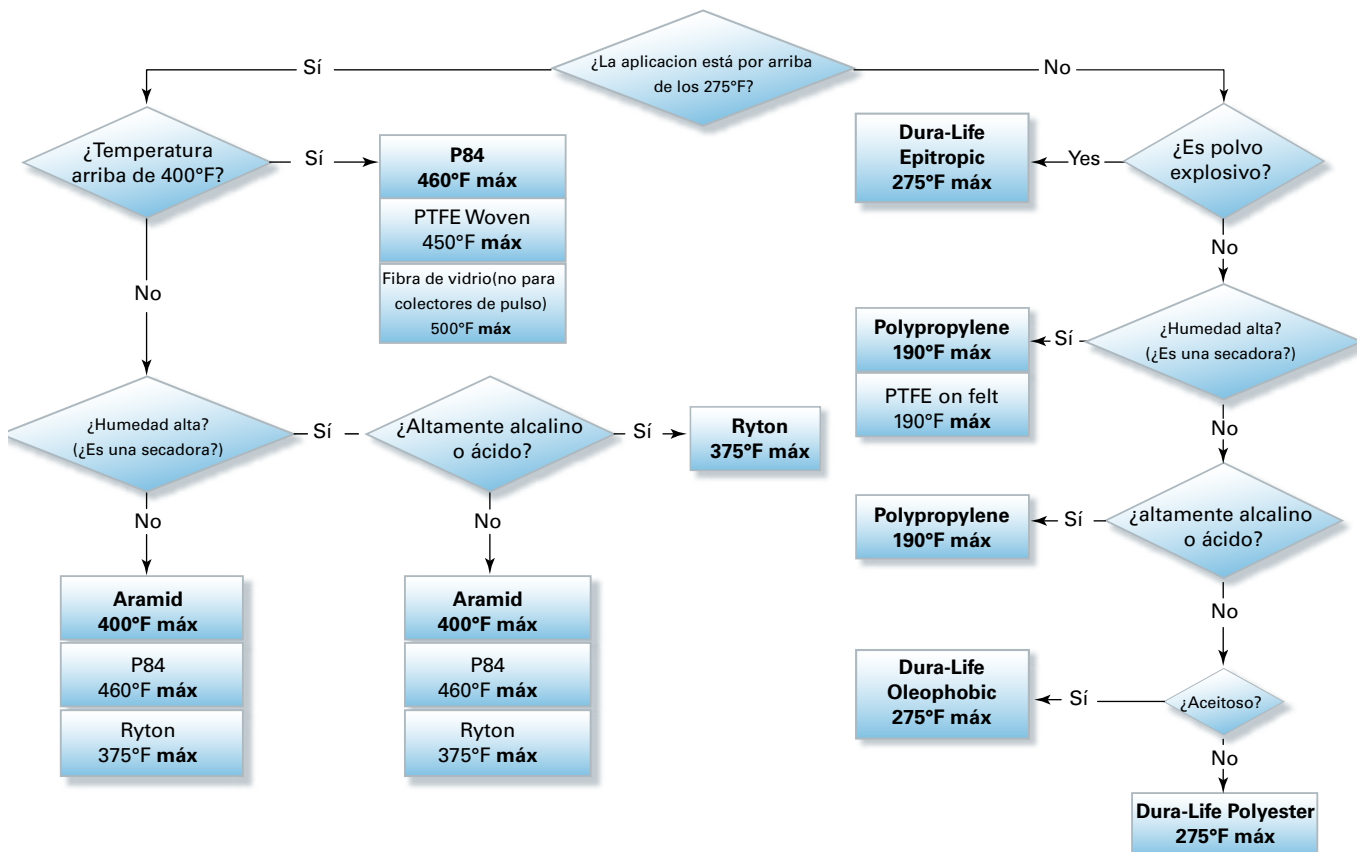 ¿La aplicacion está por arriba
de los 275°F?
Sí
No
¿Temperatura
arriba de 400°F?
Sí
P84
460°F máx
PTFE Woven
450°F máx
Fibra de vidrio(no para
colectores de pulso)
500°F máx
No
¿Humedad alta?
(¿Es una secadora?)
Sí
¿Altamente alcalino
o ácido?
Sí
Ryton
375°F máx
No
Aramid
400°F máx
P84
460°F máx
Ryton
375°F máx
No
Aramid
400°F máx
P84
460°F máx
Ryton
375°F máx
¿Es polvo
explosivo?
Yes
Dura-Life
Epitropic
275°F máx
No
¿Humedad alta?
(¿Es una secadora?)
Sí
Polypropylene
190°F máx
PTFE on felt
190°F máx
No
¿altamente alcalino
o ácido?
Sí
Polypropylene
190°F máx
No
¿Aceitoso?
Sí
Dura-Life
Oleophobic
275°F máx
No
Dura-Life Polyester
275°F máx